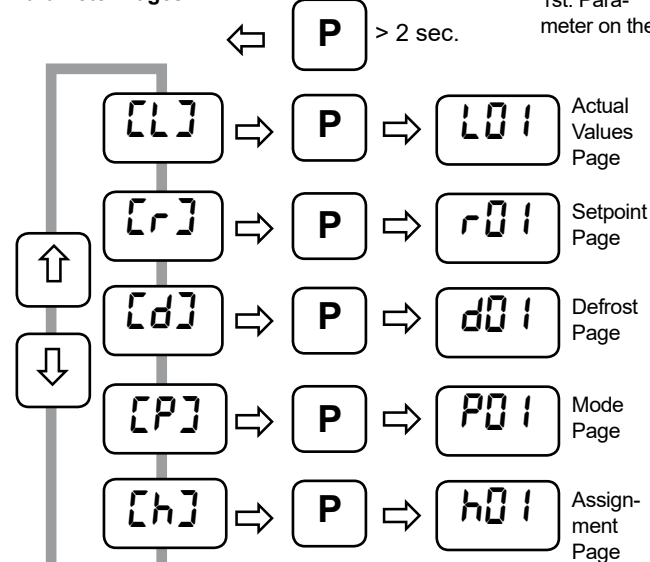 P > 2 sec.
1st. Para-
meter on the
[L] P L01 Actual
Values
Page
[r] P r01 Setpoint
Page
[d] P d01 Defrost
Page
[P] P P01 Mode
Page
[h] P h01 Assign-
ment
Page